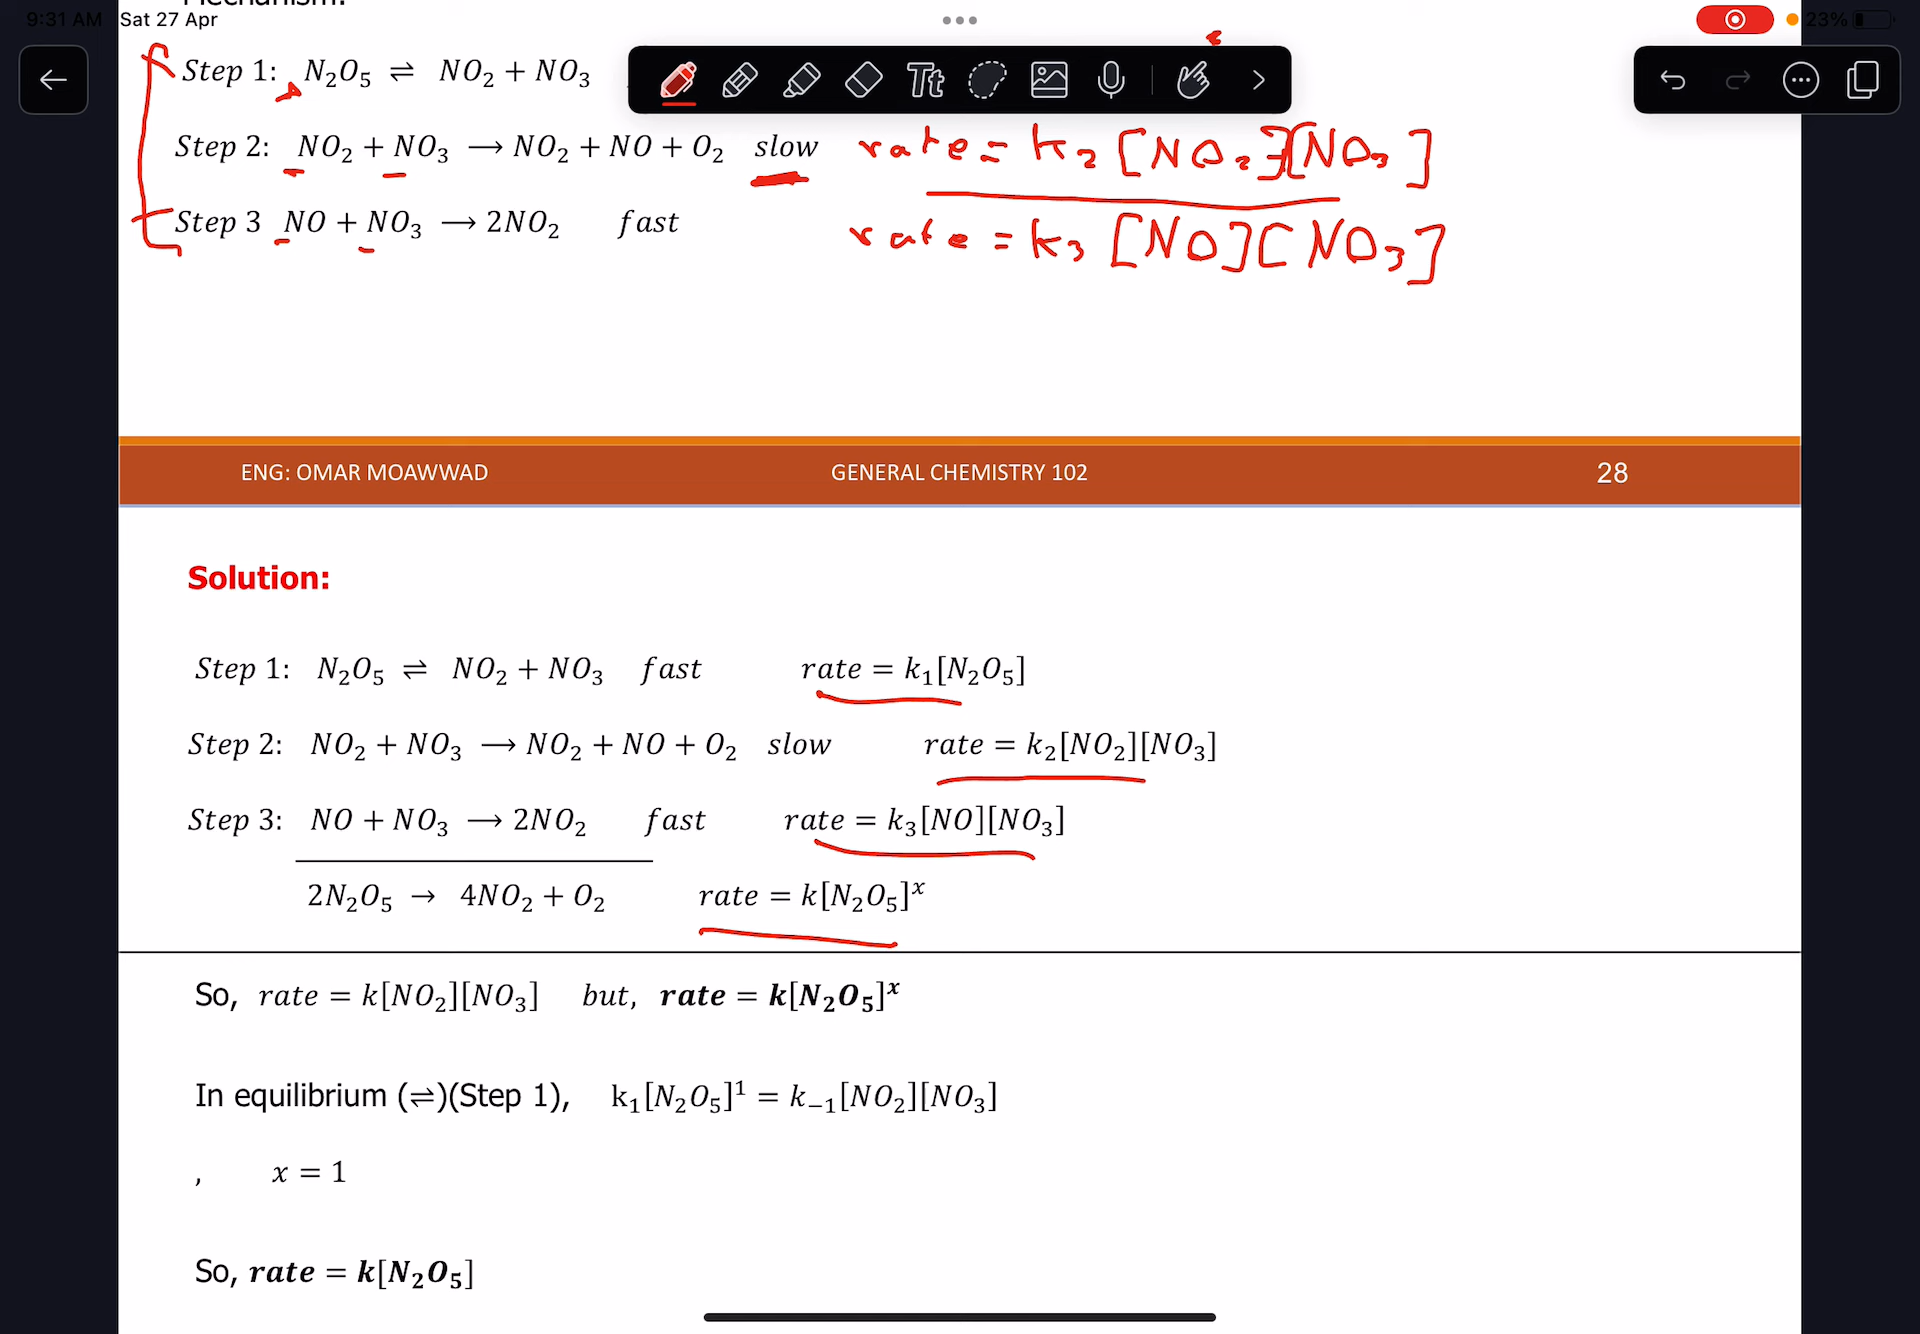 9:31 AM Sat 27 Apr 23%
Step 1: N₂O₅ ⇌ NO₂ + NO₃
Tt
Step 2: NO₂ + NO₃ ⟶ NO₂ + NO + O₂ slow rate = k₂ [NO₂][NO₃]
Step 3 NO + NO₃ ⟶ 2NO₂ fast rate = k₃ [NO][NO₃]
ENG: OMAR MOAWWAD GENERAL CHEMISTRY 102 28
Solution:
Step 1: N₂O₅ ⇌ NO₂ + NO₃ fast rate = k₁[N₂O₅]
Step 2: NO₂ + NO₃ ⟶ NO₂ + NO + O₂ slow rate = k₂[NO₂][NO₃]
Step 3: NO + NO₃ ⟶ 2NO₂ fast rate = k₃[NO][NO₃]
2N₂O₅ → 4NO₂ + O₂ rate = k[N₂O₅]ˣ
So, rate = k[NO₂][NO₃] but, rate = k[N₂O₅]ˣ
In equilibrium (⇌)(Step 1), k₁[N₂O₅]¹ = k₋₁[NO₂][NO₃]
, x = 1
So, rate = k[N₂O₅]